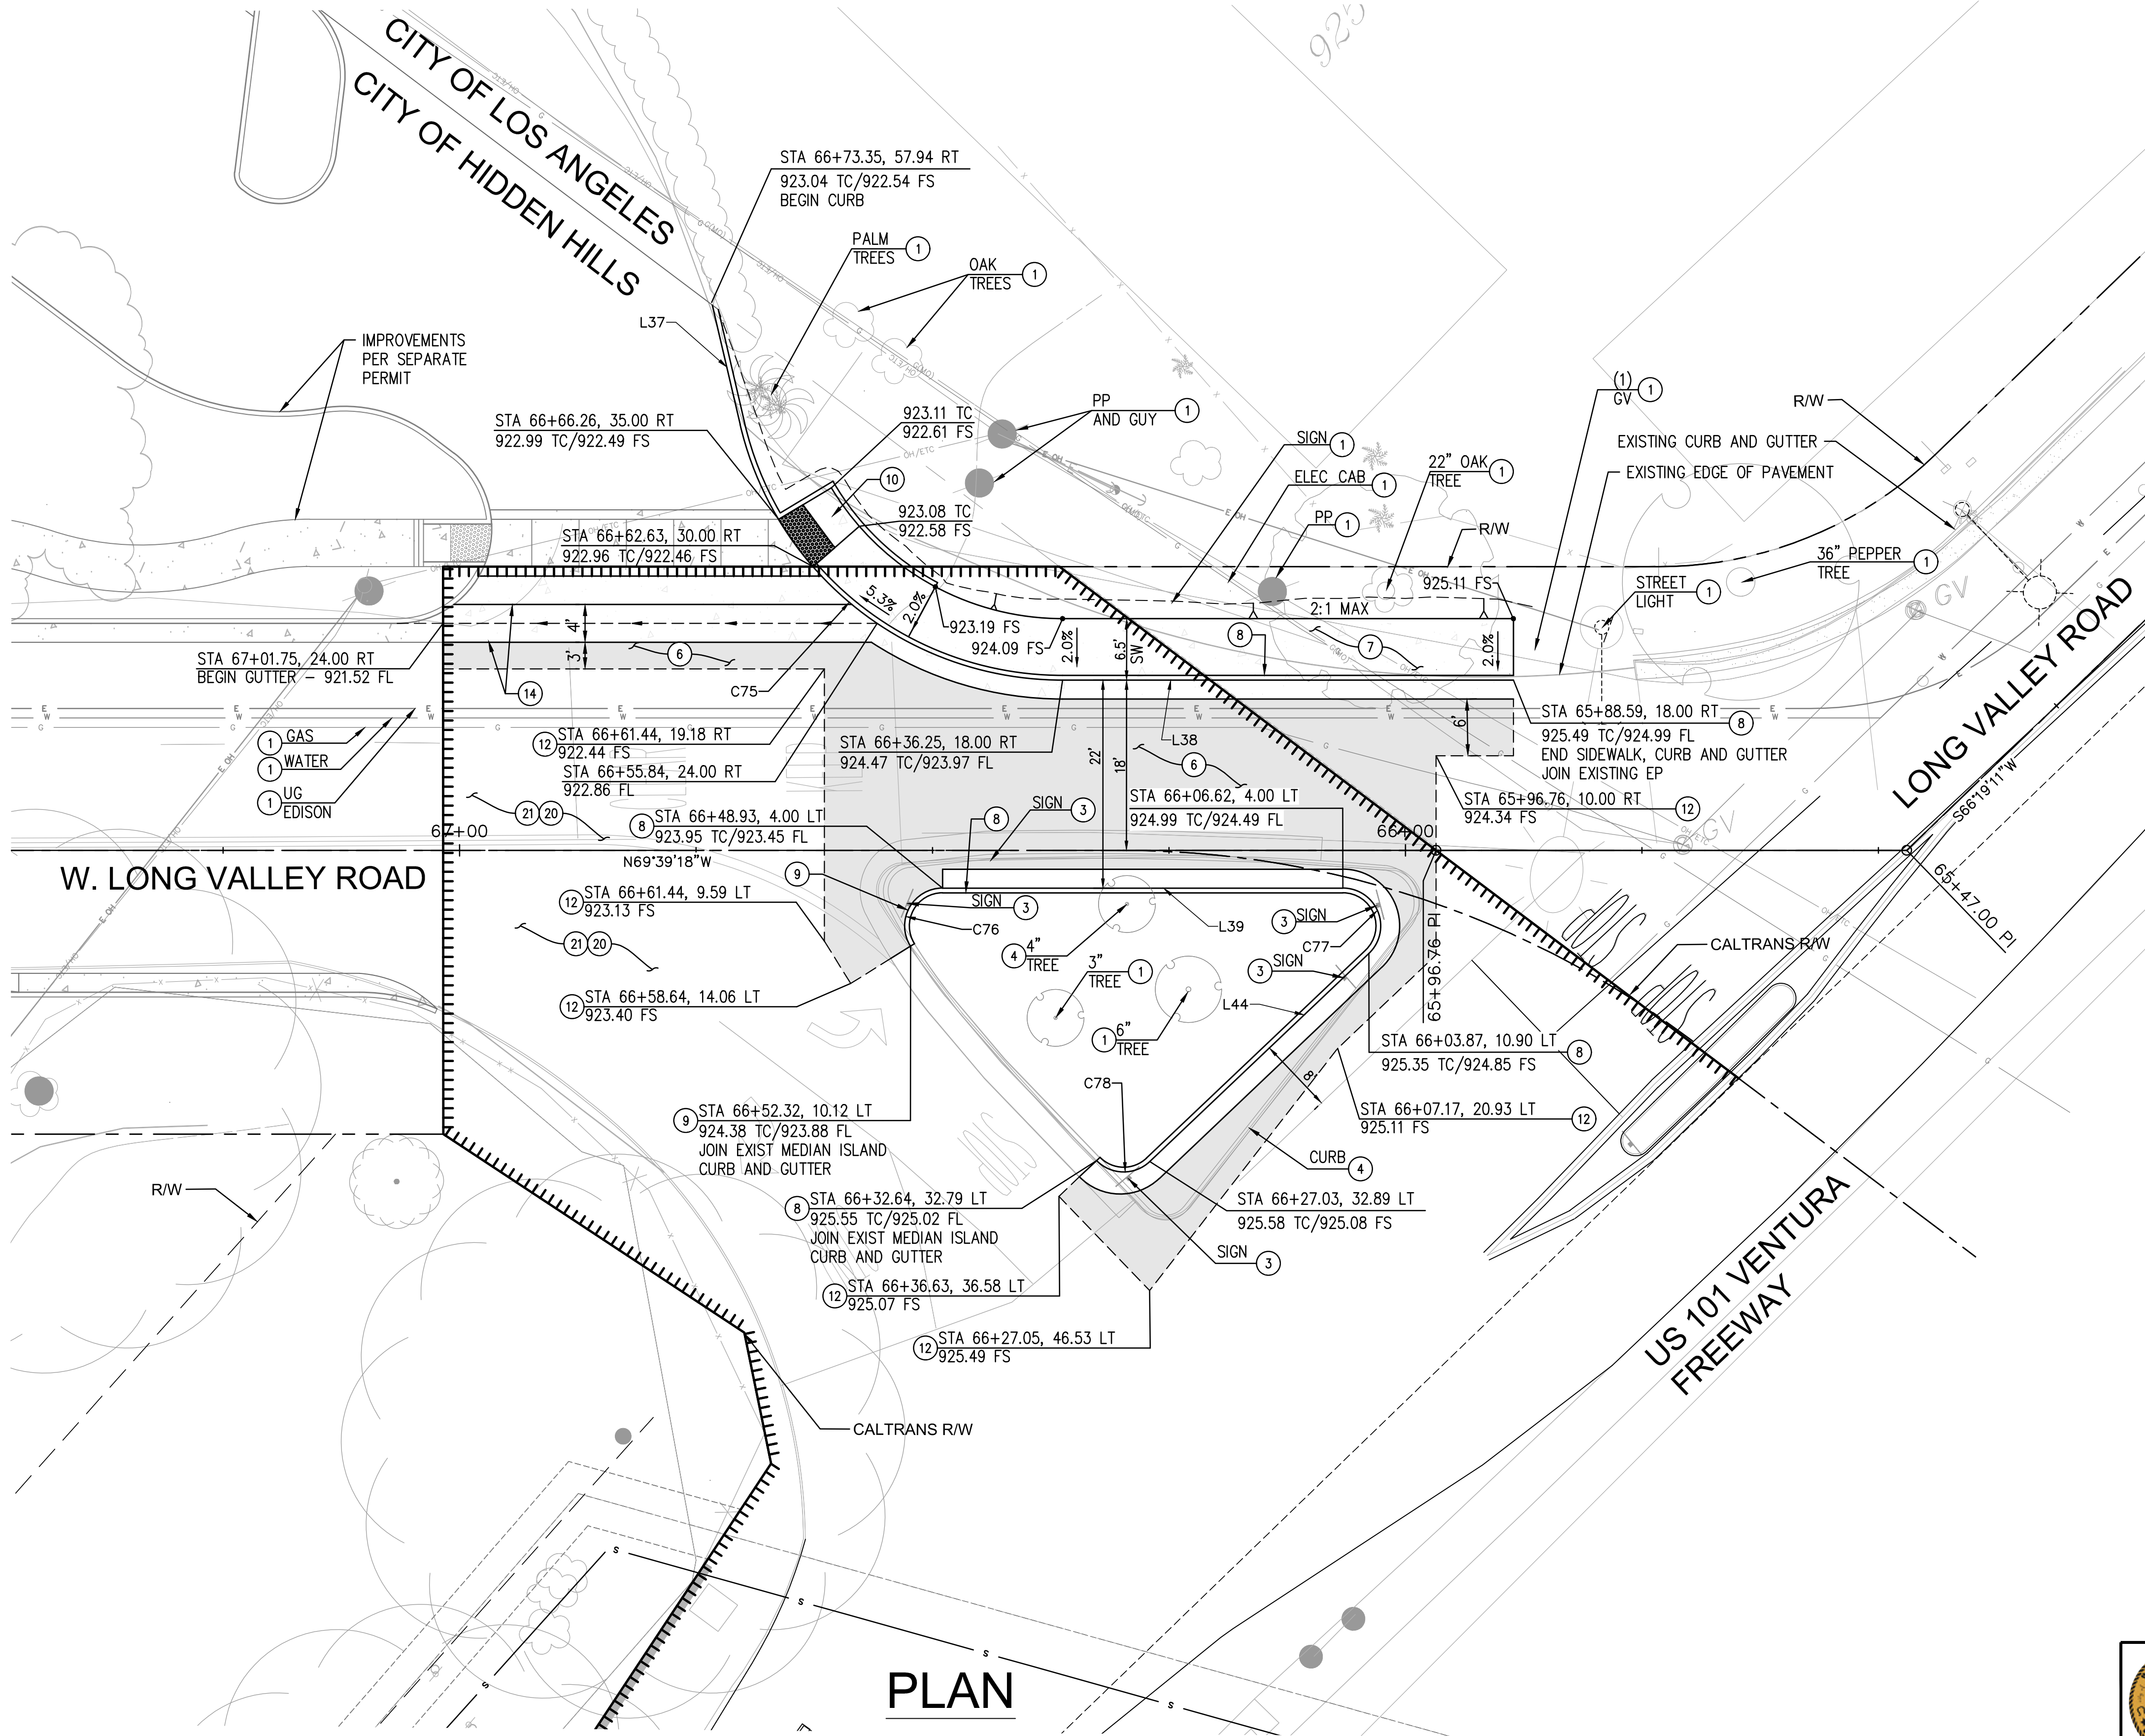 CITY OF LOS ANGELES
CITY OF HIDDEN HILLS
925
STA 66+73.35, 57.94 RT
923.04 TC/922.54 FS
BEGIN CURB
PALM
TREES
1
OAK
TREES
1
L37
IMPROVEMENTS
PER SEPARATE
PERMIT
STA 66+66.26, 35.00 RT
922.99 TC/922.49 FS
923.11 TC
922.61 FS
PP
AND GUY
1
10
SIGN
1
ELEC CAB
1
22" OAK
TREE
1
(1)
GV
1
R/W
EXISTING CURB AND GUTTER
EXISTING EDGE OF PAVEMENT
923.08 TC
922.58 FS
STA 66+62.63, 30.00 RT
922.96 TC/922.46 FS
PP
1
R/W
36" PEPPER
TREE
1
925.11 FS
STREET
LIGHT
1
GV
2:1 MAX
5.3%
2.0%
923.19 FS
924.09 FS
2.0%
6.5'
SW
8
7
2.0%
4'
3'
6
STA 67+01.75, 24.00 RT
BEGIN GUTTER – 921.52 FL
14
C75
LONG VALLEY ROAD
1
GAS
1
WATER
1
UG
EDISON
12
STA 66+61.44, 19.18 RT
922.44 FS
STA 66+55.84, 24.00 RT
922.86 FL
STA 66+36.25, 18.00 RT
924.47 TC/923.97 FL
22'
18'
L38
6
6'
STA 65+88.59, 18.00 RT
8
925.49 TC/924.99 FL
END SIDEWALK, CURB AND GUTTER
JOIN EXISTING EP
S66°19'11"W
21
20
8
STA 66+48.93, 4.00 LT
923.95 TC/923.45 FL
8
SIGN
3
STA 66+06.62, 4.00 LT
924.99 TC/924.49 FL
STA 65+96.76, 10.00 RT
12
924.34 FS
GV
67+00
66+00
N69°39'18"W
W. LONG VALLEY ROAD
65+47.00 PI
9
12
STA 66+61.44, 9.59 LT
923.13 FS
SIGN
3
C76
4"
TREE
4
L39
3
SIGN
C77
65+96.76 PI
CALTRANS R/W
21
20
3"
TREE
1
3
SIGN
12
STA 66+58.64, 14.06 LT
923.40 FS
1
6"
TREE
L44
STA 66+03.87, 10.90 LT
8
925.35 TC/924.85 FS
C78
8'
9
STA 66+52.32, 10.12 LT
924.38 TC/923.88 FL
JOIN EXIST MEDIAN ISLAND
CURB AND GUTTER
STOP
STA 66+07.17, 20.93 LT
12
925.11 FS
CURB
4
R/W
8
STA 66+32.64, 32.79 LT
925.55 TC/925.02 FL
JOIN EXIST MEDIAN ISLAND
CURB AND GUTTER
STA 66+27.03, 32.89 LT
925.58 TC/925.08 FS
SIGN
3
12
STA 66+36.63, 36.58 LT
925.07 FS
12
STA 66+27.05, 46.53 LT
925.49 FS
US 101 VENTURA
FREEWAY
CALTRANS R/W
PLAN